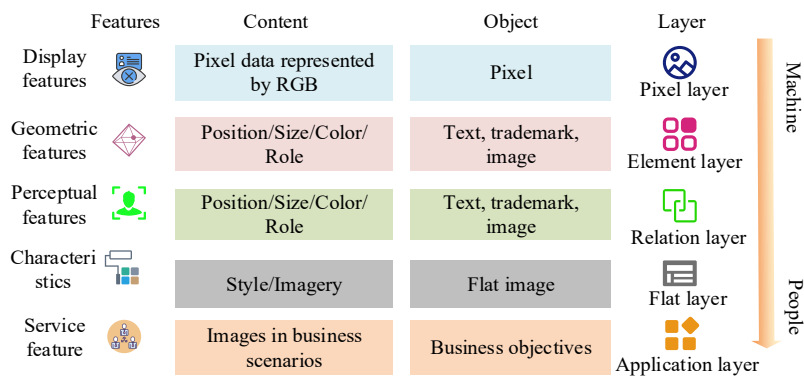 Features Content Object Layer
Display
features
Pixel data represented
by RGB
Pixel
Pixel layer
Geometric
features
Position/Size/Color/
Role
Text, trademark,
image
Element layer
Perceptual
features
Position/Size/Color/
Role
Text, trademark,
image
Relation layer
Characteri
stics
Style/Imagery
Flat image
Flat layer
Service
feature
Images in business
scenarios
Business objectives
Application layer
Machine
People